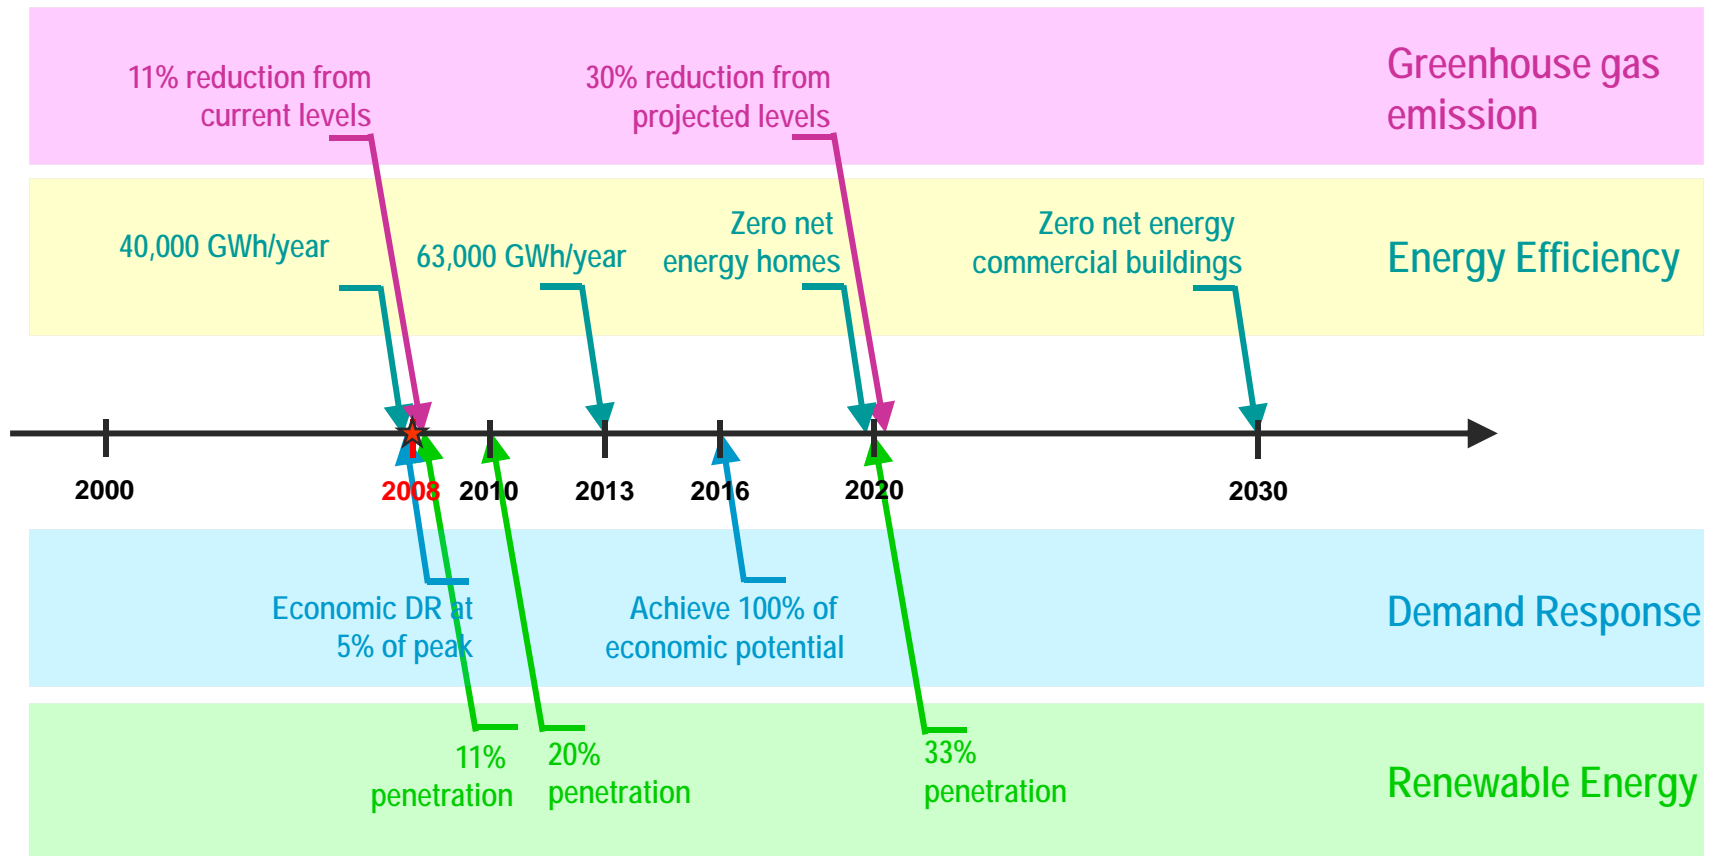 11% reduction from
current levels
30% reduction from
projected levels
Greenhouse gas
emission
40,000 GWh/year
63,000 GWh/year
Zero net
energy homes
Zero net energy
commercial buildings
Energy Efficiency
2000
2008
2010
2013
2016
2020
2030
Economic DR at
5% of peak
Achieve 100% of
economic potential
Demand Response
11%
penetration
20%
penetration
33%
penetration
Renewable Energy